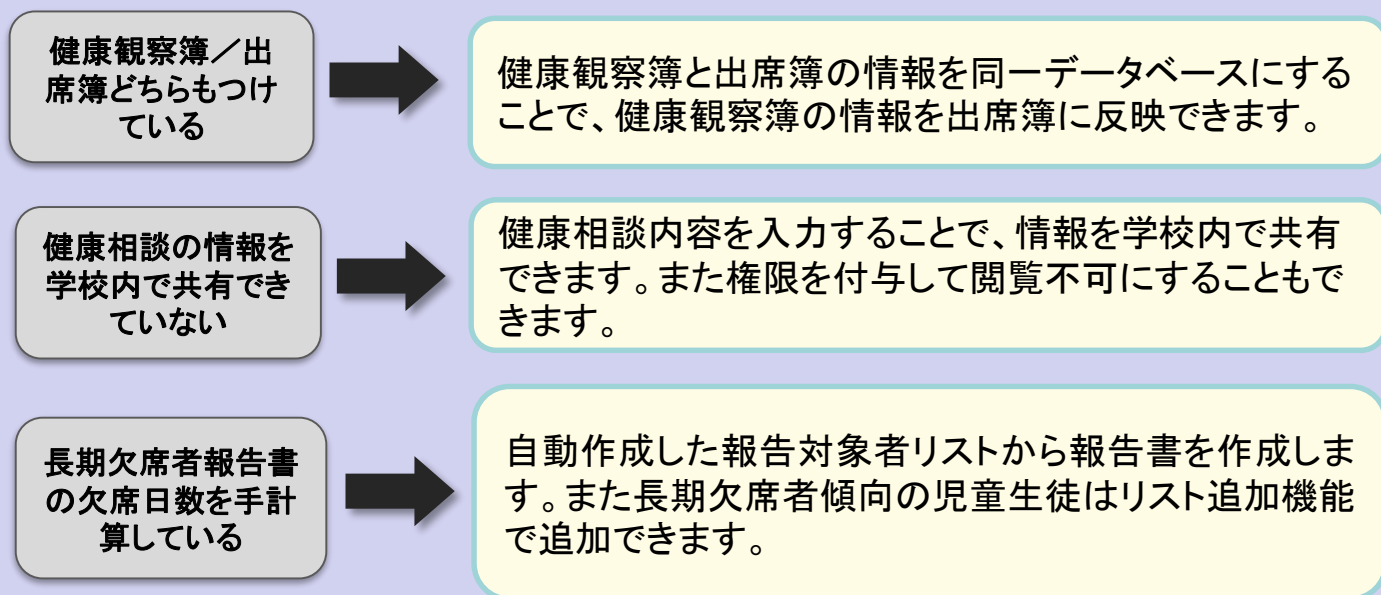 健康観察簿／出
席簿どちらもつけ
ている
健康観察簿と出席簿の情報を同一データベースにする
ことで、健康観察簿の情報を出席簿に反映できます。
健康相談の情報を
学校内で共有でき
ていない
健康相談内容を入力することで、情報を学校内で共有
できます。また権限を付与して閲覧不可にすることもで
きます。
長期欠席者報告書
の欠席日数を手計
算している
自動作成した報告対象者リストから報告書を作成しま
す。また長期欠席者傾向の児童生徒はリスト追加機能
で追加できます。